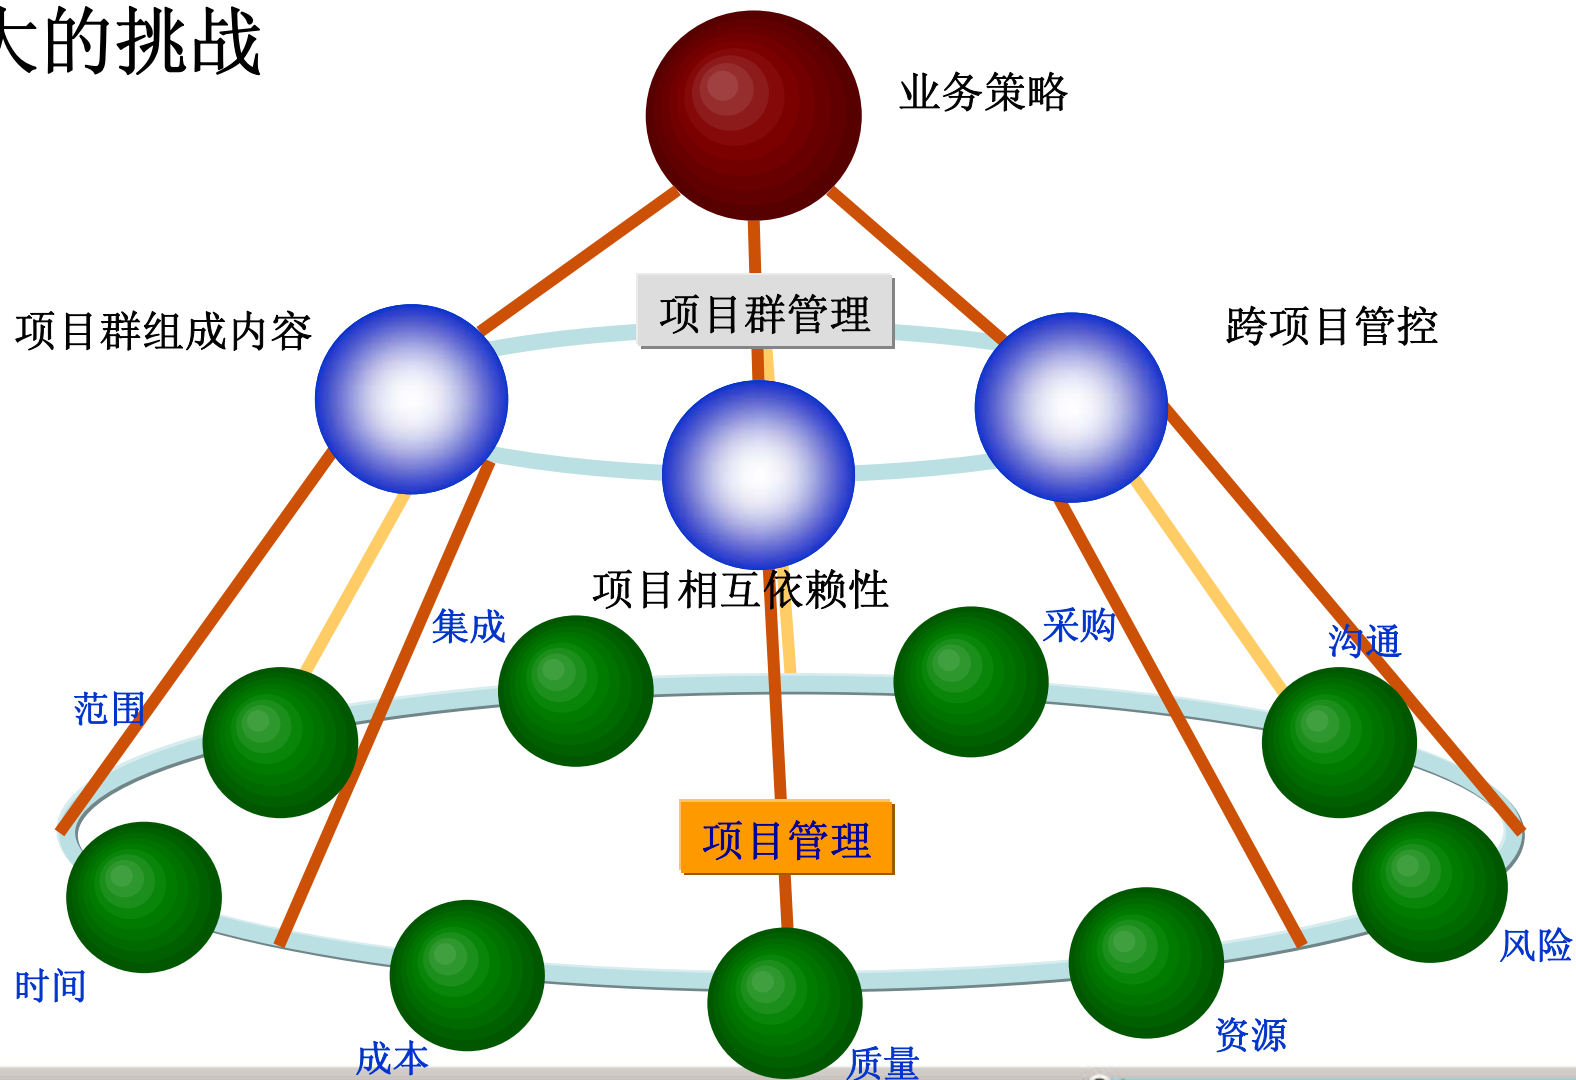 大的挑战
业务策略
项目群管理
项目群组成内容
跨项目管控
项目相互依赖性
集成
采购
沟通
范围
项目管理
时间
风险
成本
质量
资源